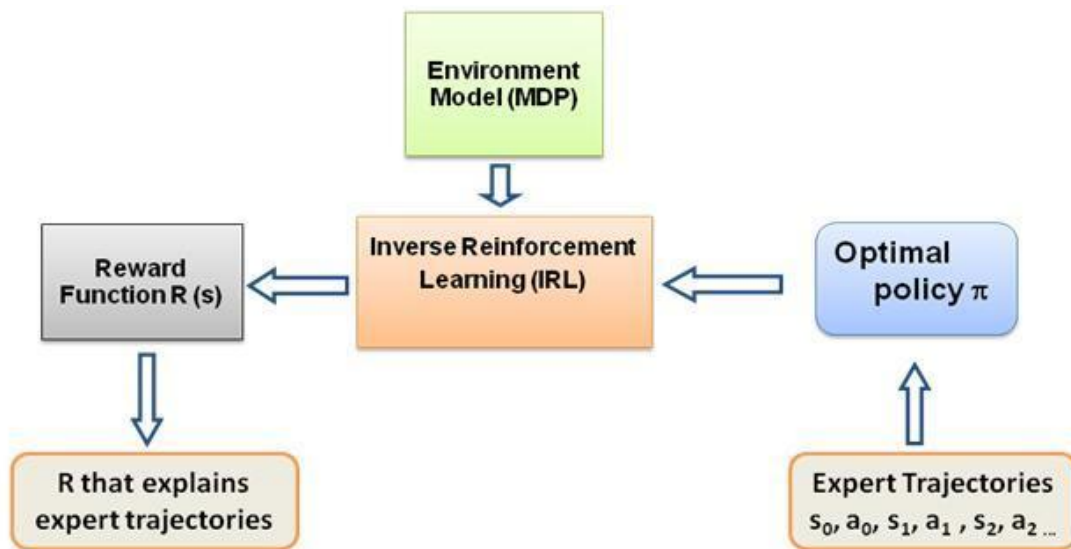 Environment
Model (MDP)
Inverse Reinforcement
Learning (IRL)
Reward
Function R (s)
Optimal
policy π
R that explains
expert trajectories
Expert Trajectories
s₀, a₀, s₁, a₁ , s₂, a₂ ...